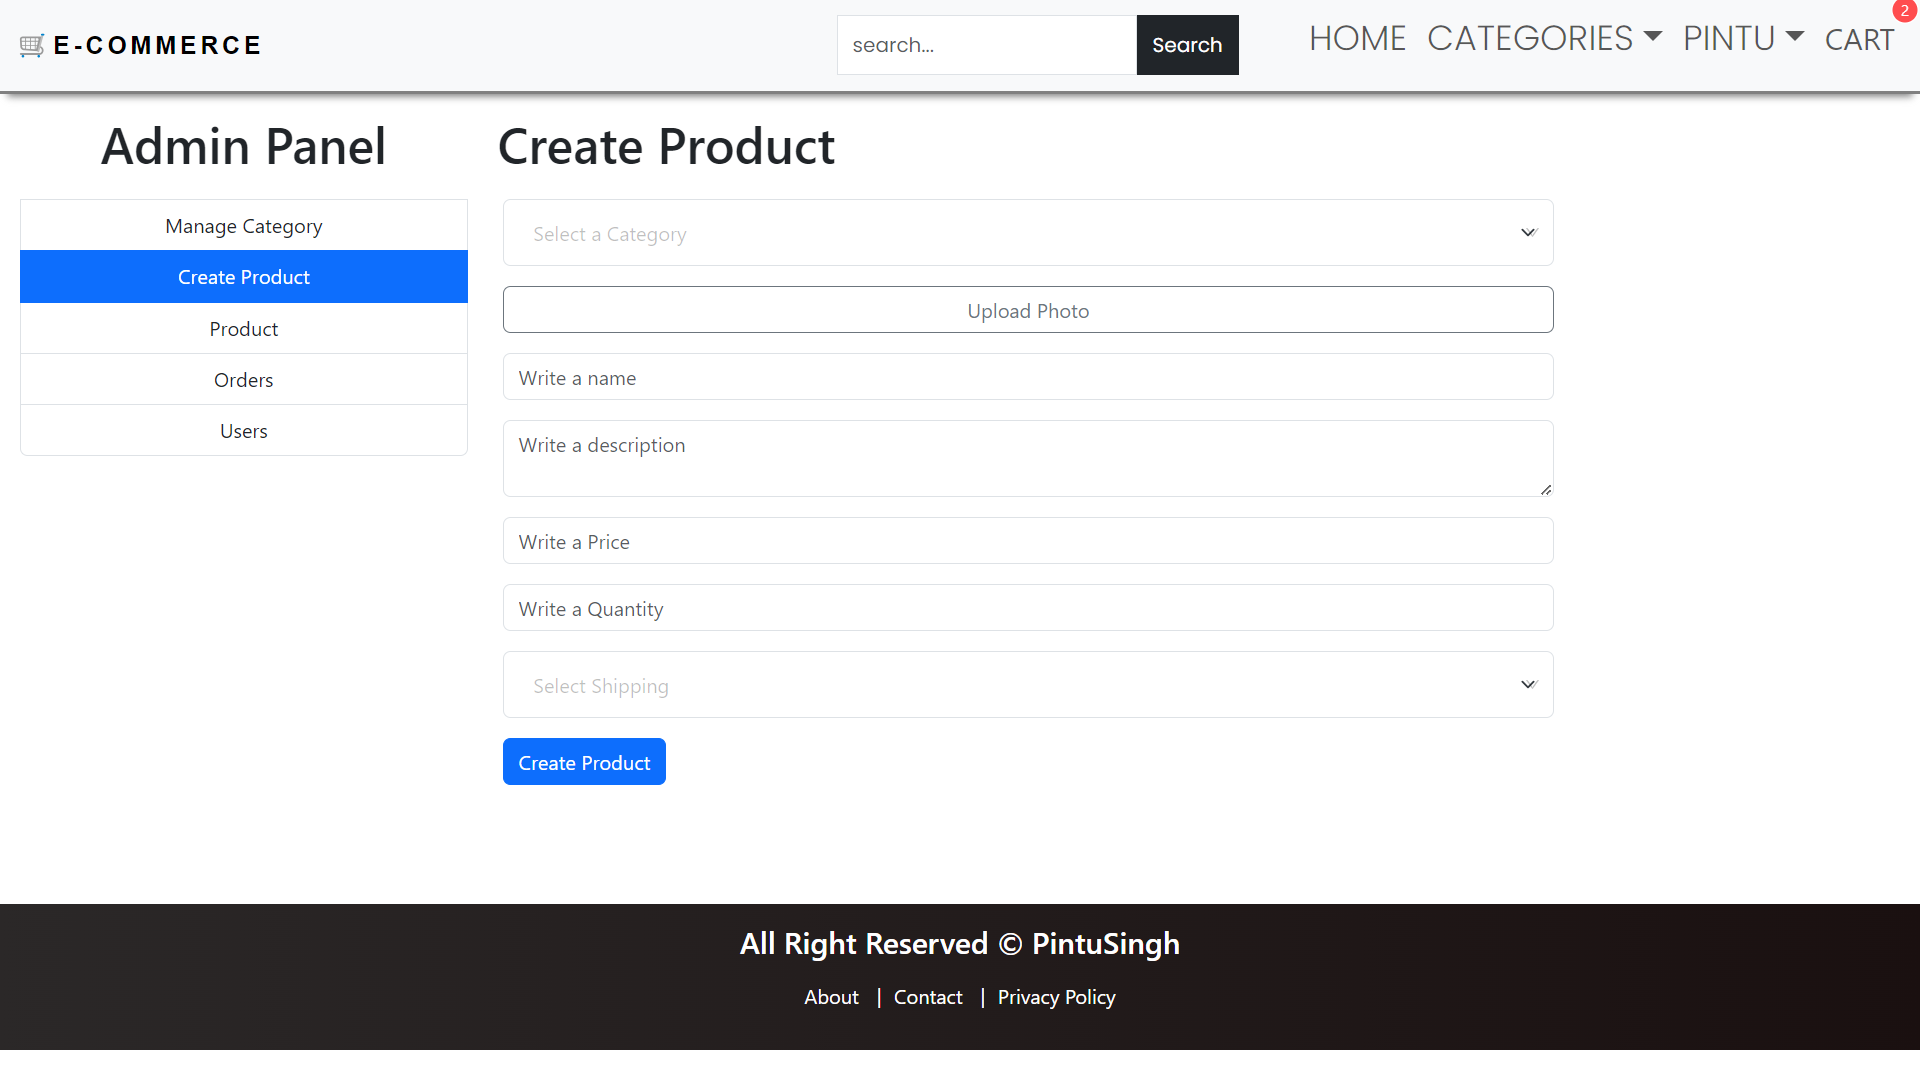 E-COMMERCE
search...
Search
HOME
CATEGORIES
PINTU
CART
2
Admin Panel
Manage Category
Create Product
Product
Orders
Users
Create Product
Select a Category
Upload Photo
Write a name
Write a description
Write a Price
Write a Quantity
Select Shipping
Create Product
All Right Reserved © PintuSingh
About | Contact | Privacy Policy